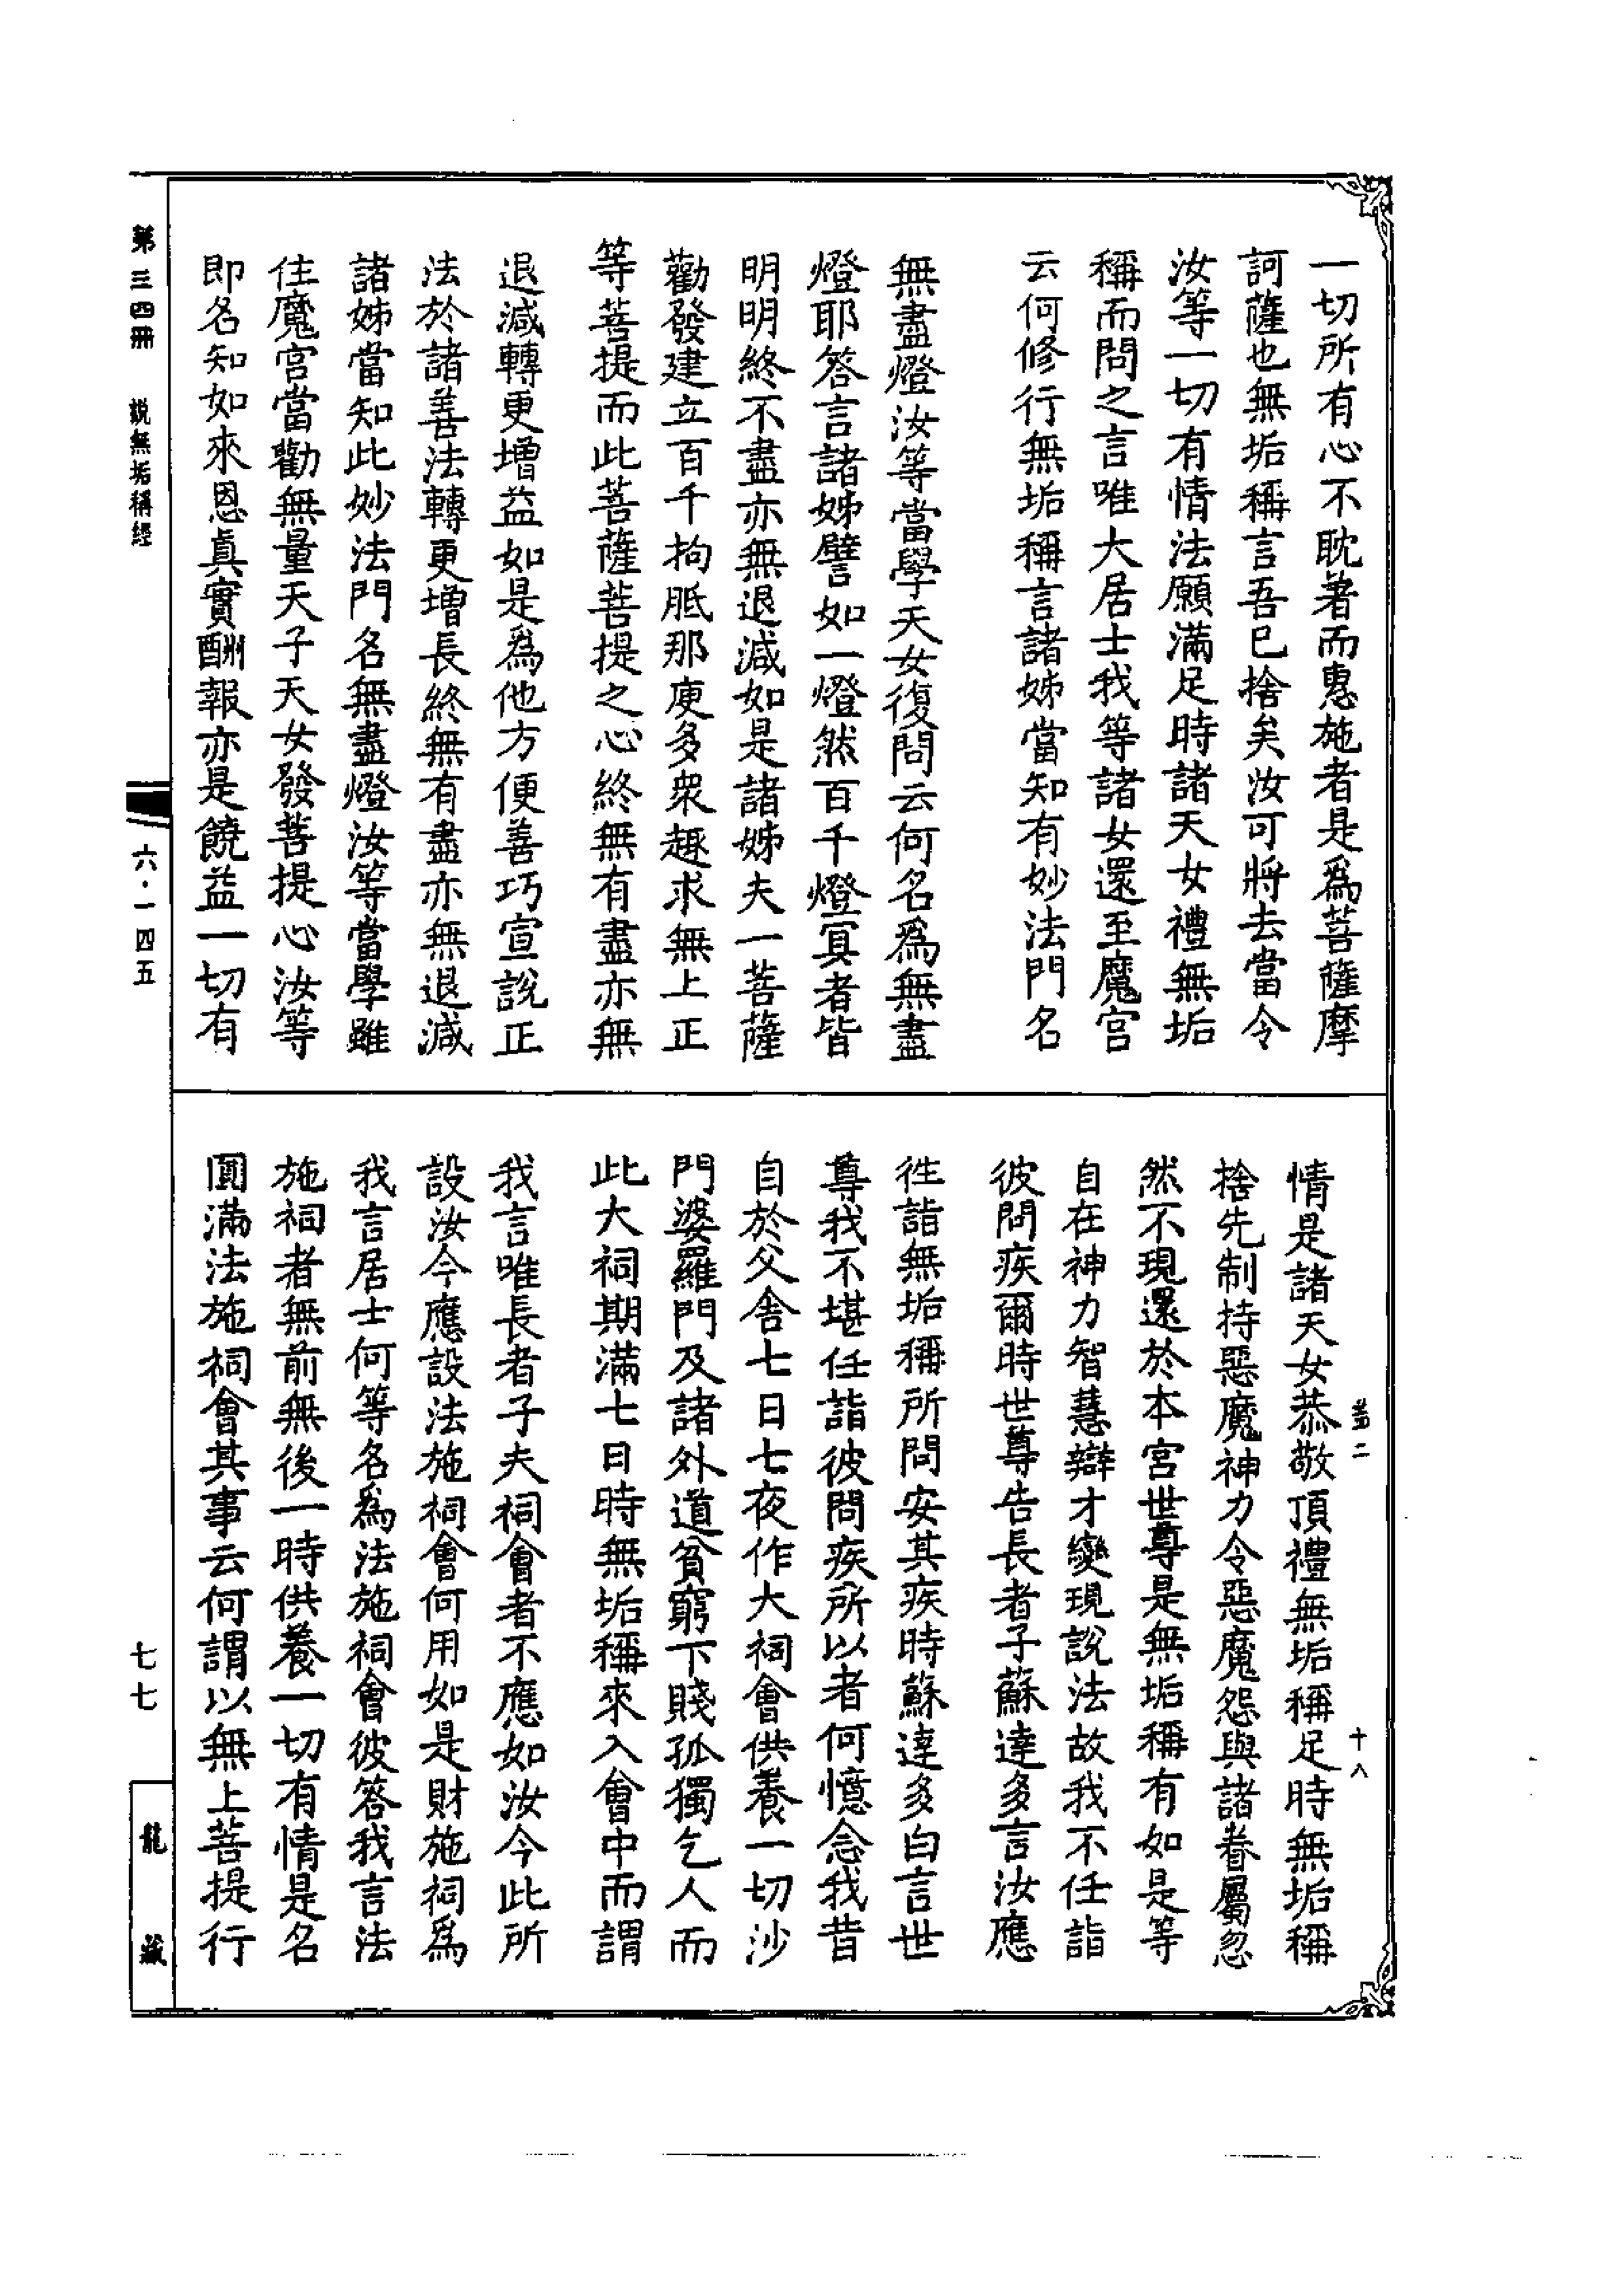 一切所有心不耽著而惠施者是爲菩薩摩
訶薩也無垢稱言吾已捨矣汝可將去當令
汝等一切有情法願滿足時諸天女禮無垢
稱而問之言唯大居士我等諸女還至魔宮
云何修行無垢稱言諸姊當知有妙法門名
無盡燈汝等當學天女復問云何名爲無盡
燈耶答言諸姊譬如一燈然百千燈冥者皆
明明終不盡亦無退減如是諸姊夫一菩薩
勸發建立百千拘胝那庾多衆趣求無上正
等菩提而此菩薩菩提之心終無有盡亦無
退減轉更增益如是爲他方便善巧宣說正
法於諸善法轉更增長終無有盡亦無退減
諸姊當知此妙法門名無盡燈汝等當學雖
住魔宮當勸無量天子天女發菩提心汝等
即名知如來恩真實酬報亦是饒益一切有
情是諸天女恭敬頂禮無垢稱足時無垢稱
捨先制持惡魔神力令惡魔怨與諸眷屬忽
然不現還於本宮世尊是無垢稱有如是等
自在神力智慧辯才變現說法故我不任詣
彼問疾爾時世尊告長者子蘇達多言汝應
往詣無垢稱所問安其疾時蘇達多白言世
尊我不堪任詣彼問疾所以者何憶念我昔
自於父舍七日七夜作大祠會供養一切沙
門婆羅門及諸外道貧窮下賤孤獨乞人而
此大祠期滿七日時無垢稱來入會中而謂
我言唯長者子夫祠會者不應如汝今此所
設汝今應設法施祠會何用如是財施祠爲
我言居士何等名爲法施祠會彼答我言法
施祠者無前無後一時供養一切有情是名
圓滿法施祠會其事云何謂以無上菩提行
二
十八
第三四冊
說無垢稱經
六·一四五
七七
龍藏